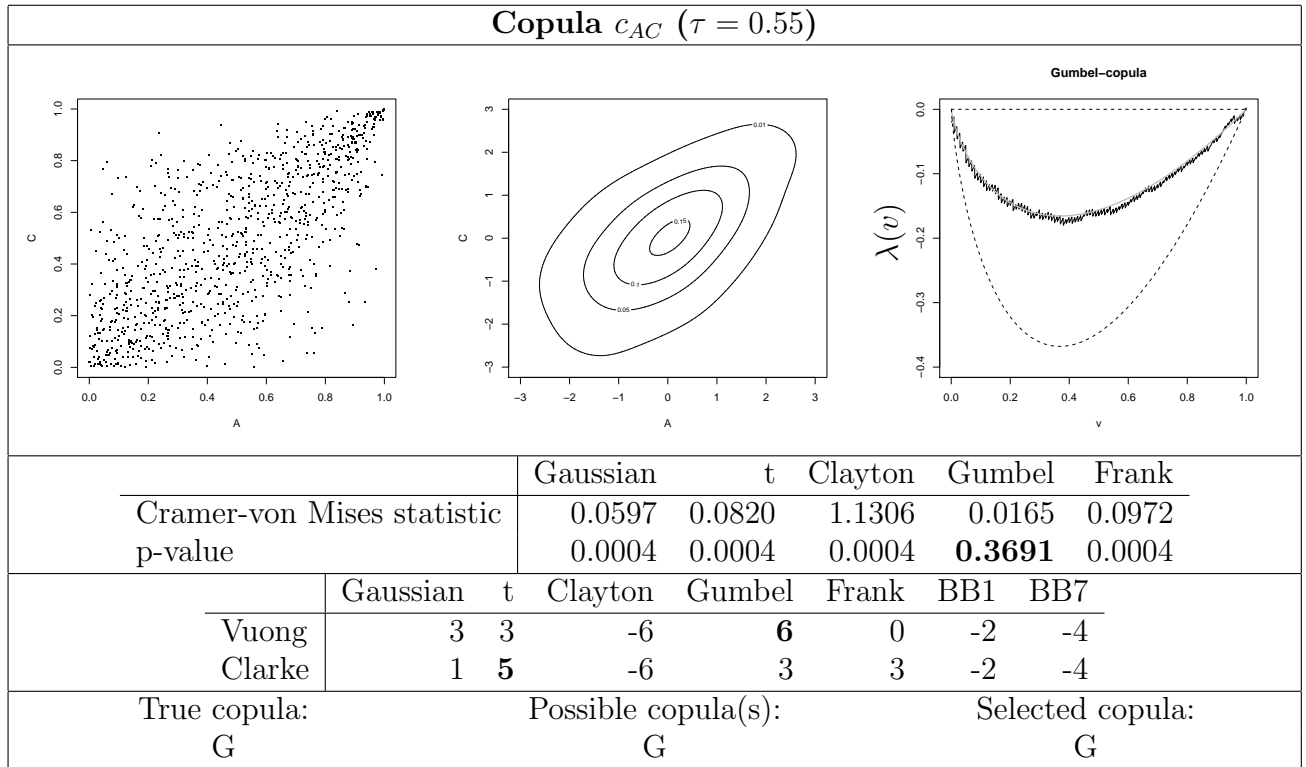 Copula c_AC (τ = 0.55)
1.0
0.8
0.6
0.4
0.2
0.0
C
0.0 0.2 0.4 0.6 0.8 1.0
A
3
2
1
0
−1
−2
−3
C
0.01
0.15
0.1
0.05
−3 −2 −1 0 1 2 3
A
Gumbel−copula
0.0
−0.1
−0.2
−0.3
−0.4
λ(v)
0.0 0.2 0.4 0.6 0.8 1.0
v
Gaussian t Clayton Gumbel Frank
Cramer-von Mises statistic 0.0597 0.0820 1.1306 0.0165 0.0972
p-value 0.0004 0.0004 0.0004 0.3691 0.0004
Gaussian t Clayton Gumbel Frank BB1 BB7
Vuong 3 3 -6 6 0 -2 -4
Clarke 1 5 -6 3 3 -2 -4
True copula: Possible copula(s): Selected copula:
G G G